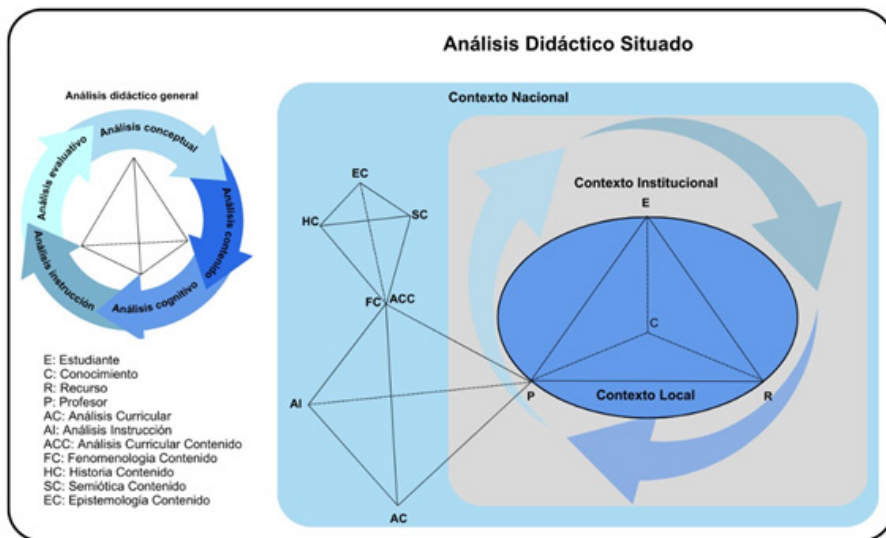 Análisis Didáctico Situado
Análisis didáctico general
Análisis conceptual
Análisis contenido
Análisis cognitivo
Análisis instrucción
Análisis evaluativo
E: Estudiante
C: Conocimiento
R: Recurso
P: Profesor
AC: Análisis Curricular
AI: Análisis Instrucción
ACC: Análisis Curricular Contenido
FC: Fenomenología Contenido
HC: Historia Contenido
SC: Semiótica Contenido
EC: Epistemología Contenido
Contexto Nacional
EC
HC
SC
FC
ACC
AI
AC
Contexto Institucional
E
C
P
R
Contexto Local